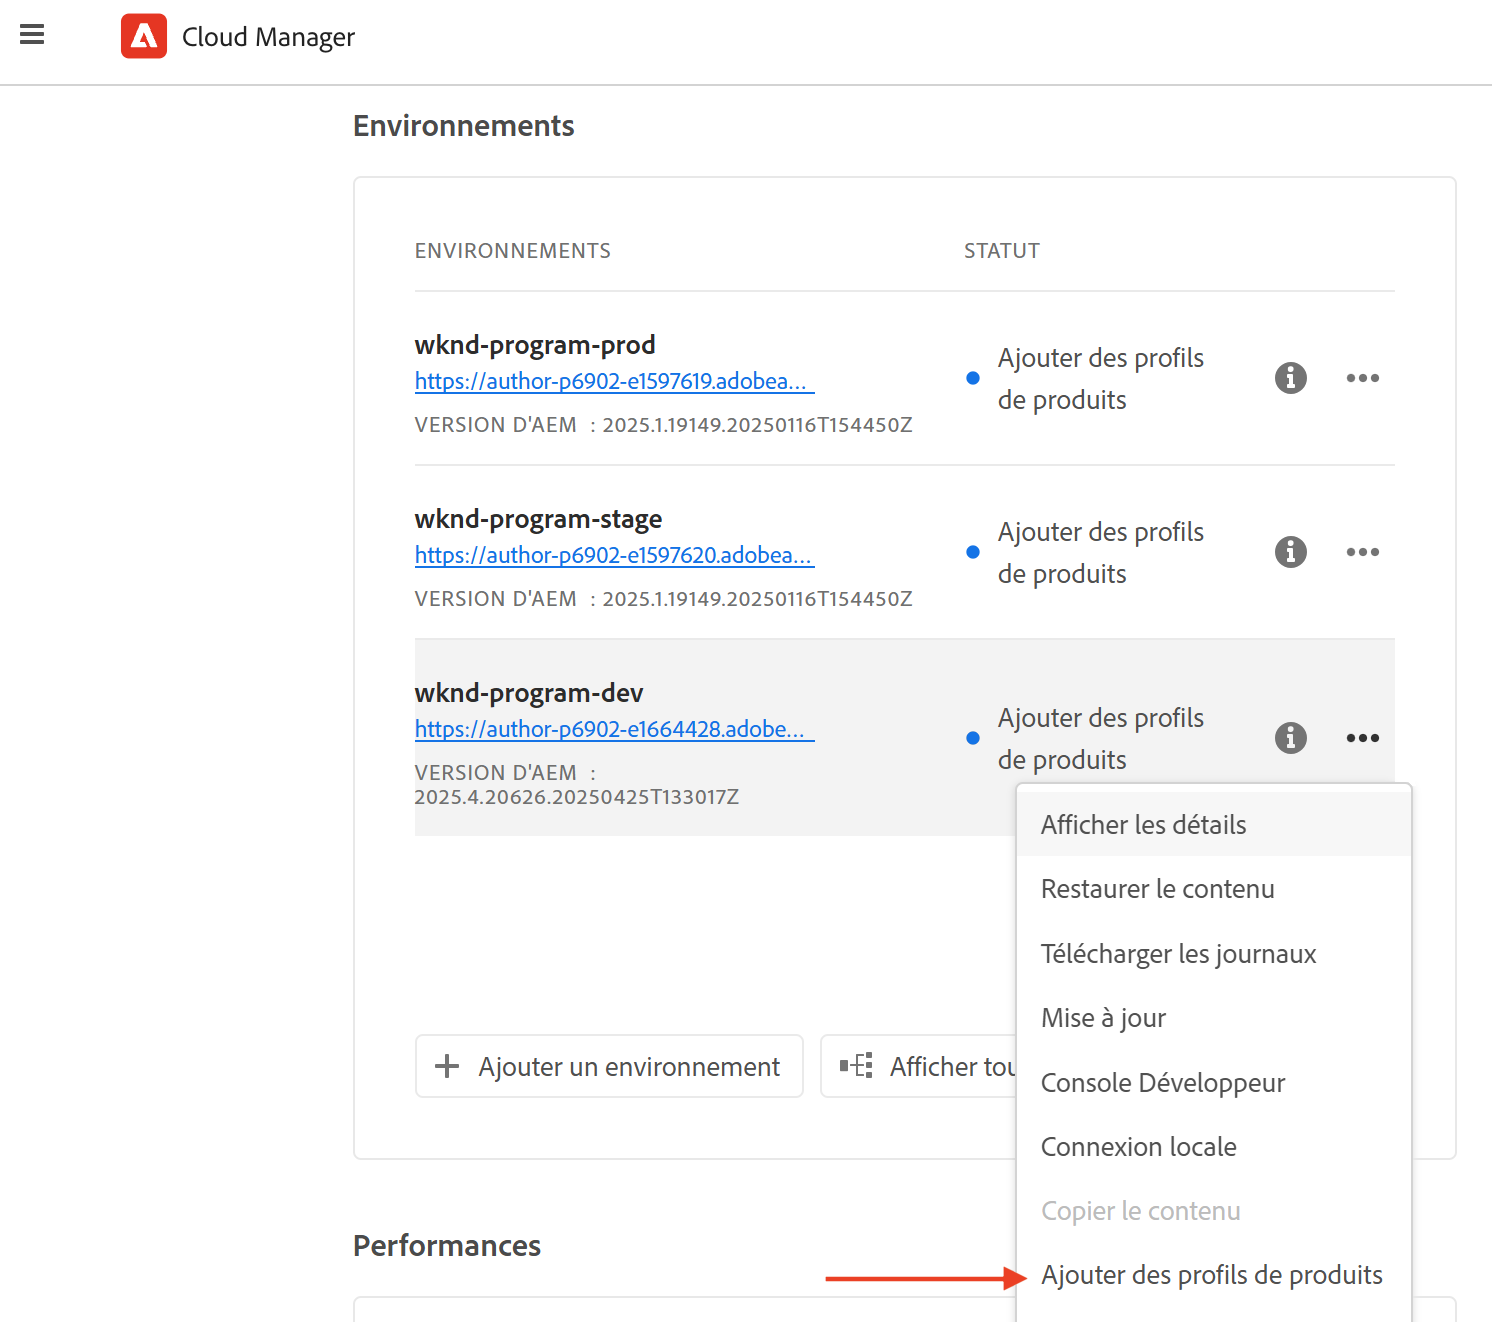 Cloud Manager
Environnements
ENVIRONNEMENTS
STATUT
wknd-program-prod
https://author-p6902-e1597619.adobea...
VERSION D'AEM : 2025.1.19149.20250116T154450Z
Ajouter des profils
de produits
wknd-program-stage
https://author-p6902-e1597620.adobea...
VERSION D'AEM : 2025.1.19149.20250116T154450Z
Ajouter des profils
de produits
wknd-program-dev
https://author-p6902-e1664428.adobe...
VERSION D'AEM :
2025.4.20626.20250425T133017Z
Ajouter des profils
de produits
Afficher les détails
Restaurer le contenu
Télécharger les journaux
Mise à jour
Console Développeur
Connexion locale
Copier le contenu
Ajouter des profils de produits
Ajouter un environnement
Afficher tou
Performances